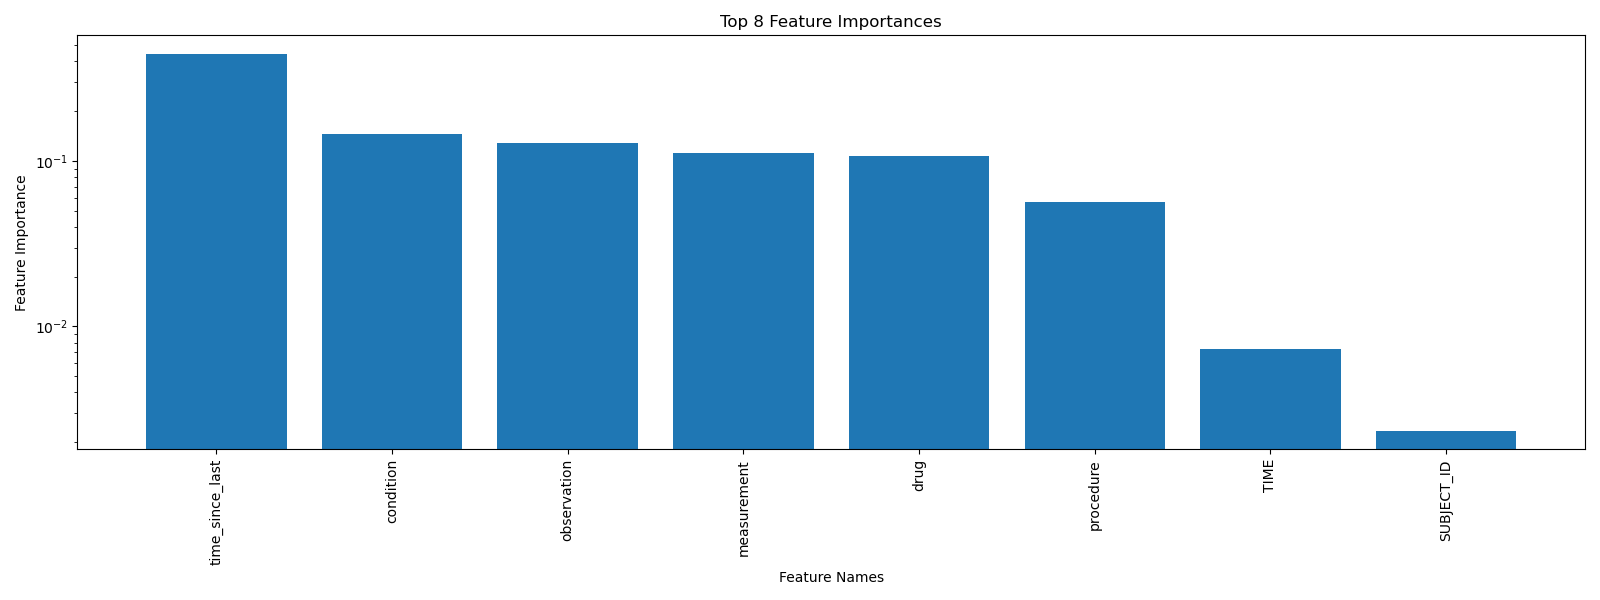 Top 8 Feature Importances
Feature Importance
10⁻¹
10⁻²
time_since_last
condition
observation
measurement
drug
procedure
TIME
SUBJECT_ID
Feature Names